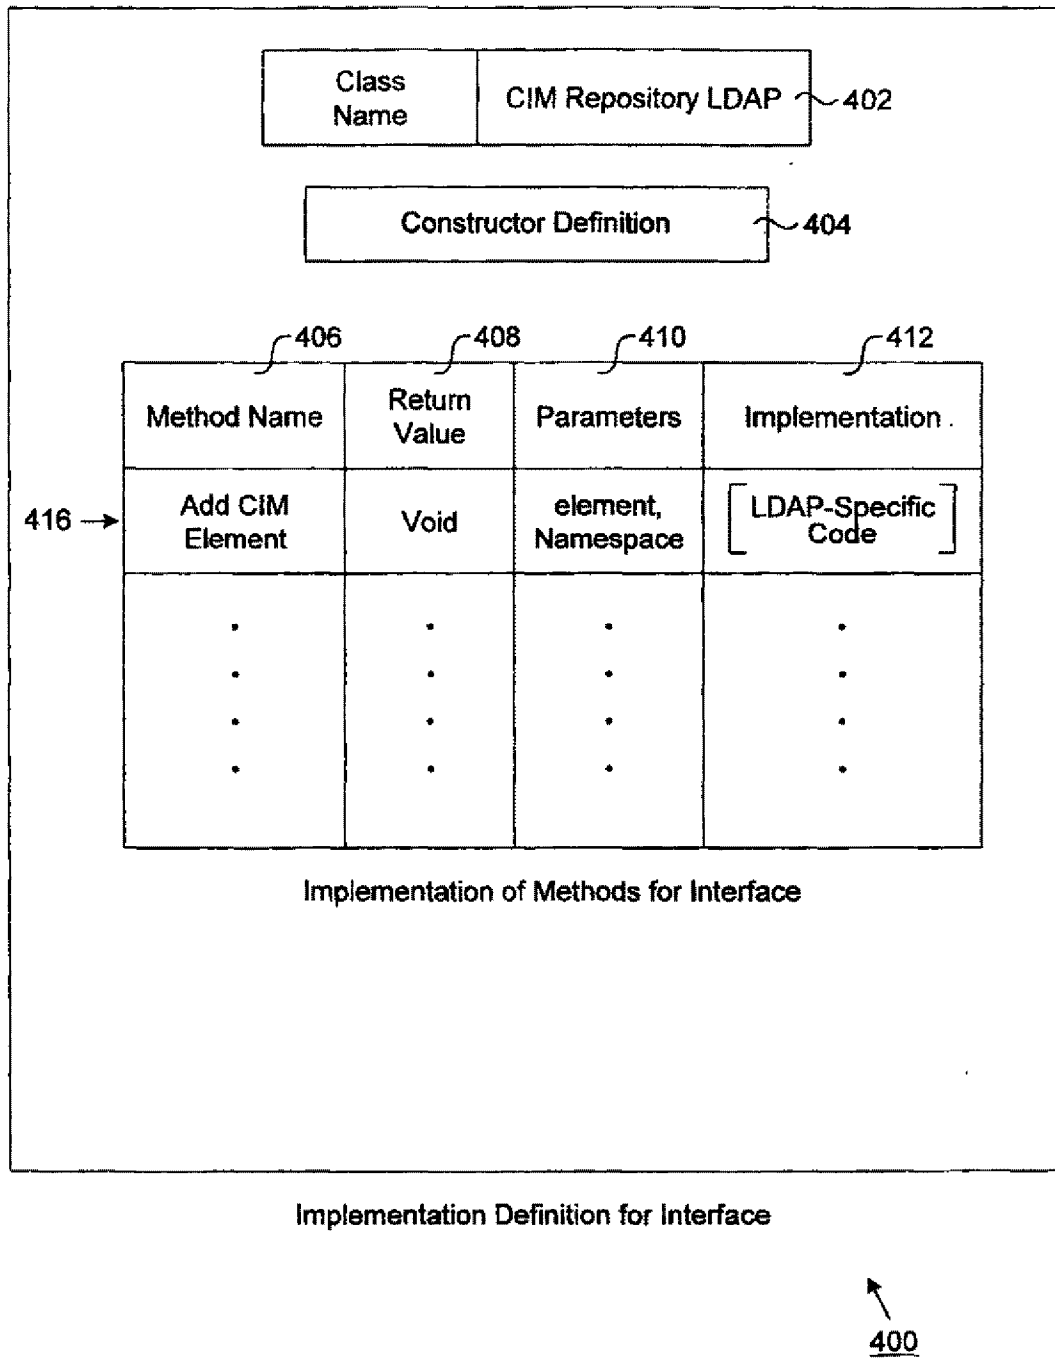 Class
Name
CIM Repository LDAP
402
Constructor Definition
404
406
408
410
412
Method Name
Return
Value
Parameters
Implementation
416
Add CIM
Element
Void
element,
Namespace
[LDAP-Specific
Code]
Implementation of Methods for Interface
Implementation Definition for Interface
400